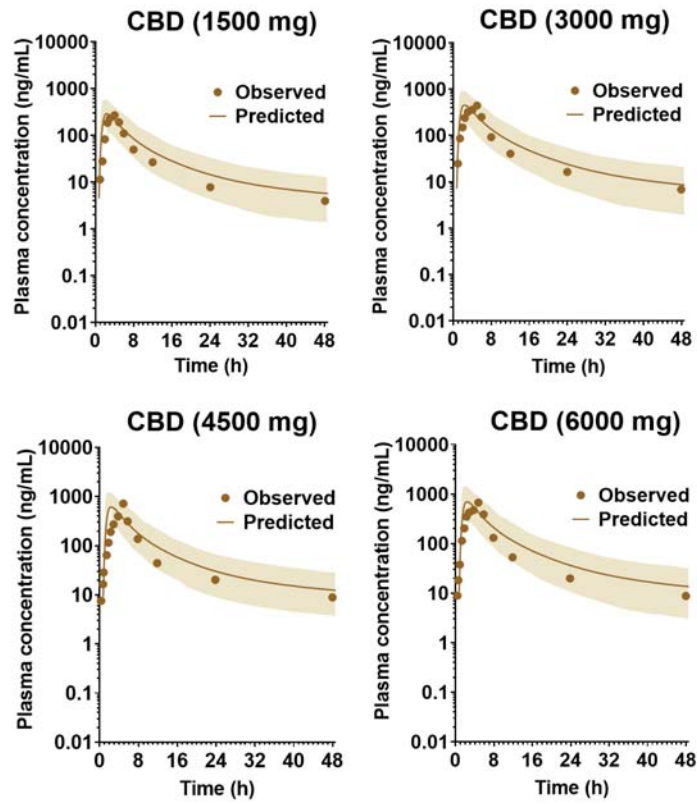 CBD (1500 mg)
Plasma concentration (ng/mL)
10000
1000
100
10
1
0.1
0.01
Observed
Predicted
0 8 16 24 32 40 48
Time (h)
CBD (3000 mg)
Plasma concentration (ng/mL)
10000
1000
100
10
1
0.1
0.01
Observed
Predicted
0 8 16 24 32 40 48
Time (h)
CBD (4500 mg)
Plasma concentration (ng/mL)
10000
1000
100
10
1
0.1
0.01
Observed
Predicted
0 8 16 24 32 40 48
Time (h)
CBD (6000 mg)
Plasma concentration (ng/mL)
10000
1000
100
10
1
0.1
0.01
Observed
Predicted
0 8 16 24 32 40 48
Time (h)